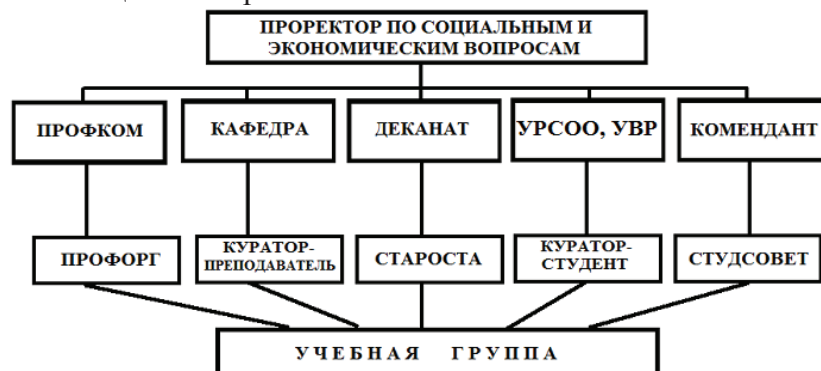 ПРОРЕКТОР ПО СОЦИАЛЬНЫМ И
ЭКОНОМИЧЕСКИМ ВОПРОСАМ
ПРОФКОМ
КАФЕДРА
ДЕКАНАТ
УРСОО, УВР
КОМЕНДАНТ
ПРОФОРГ
КУРАТОР-
ПРЕПОДАВАТЕЛЬ
СТАРОСТА
КУРАТОР-
СТУДЕНТ
СТУДСОВЕТ
УЧЕБНАЯ ГРУППА